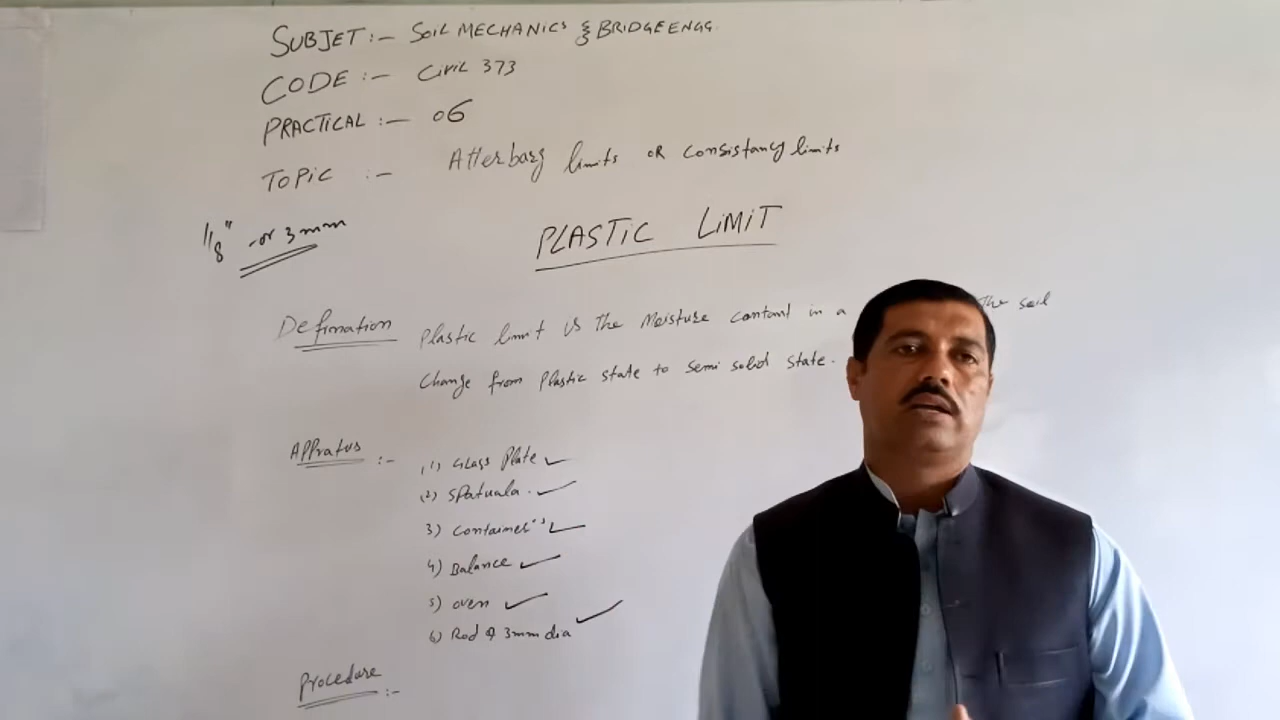 SUBJET:- SOIL MECHANICS & BRIDGE ENGG.
CODE:- Civil 373
PRACTICAL:- 06
TOPIC:- Atterbarg limits OR Consistancy limits
1/8" or 3mm
PLASTIC LIMIT
Defination Plastic limit is the Moisture contant in a The soil
Change from Plastic state to semi solid state.
APPratus:-
(1) Glass Plate
(2) SPatuala.
3) Container's
4) Balance
5) oven
6) Rod of 3mm dia
Procedure:-